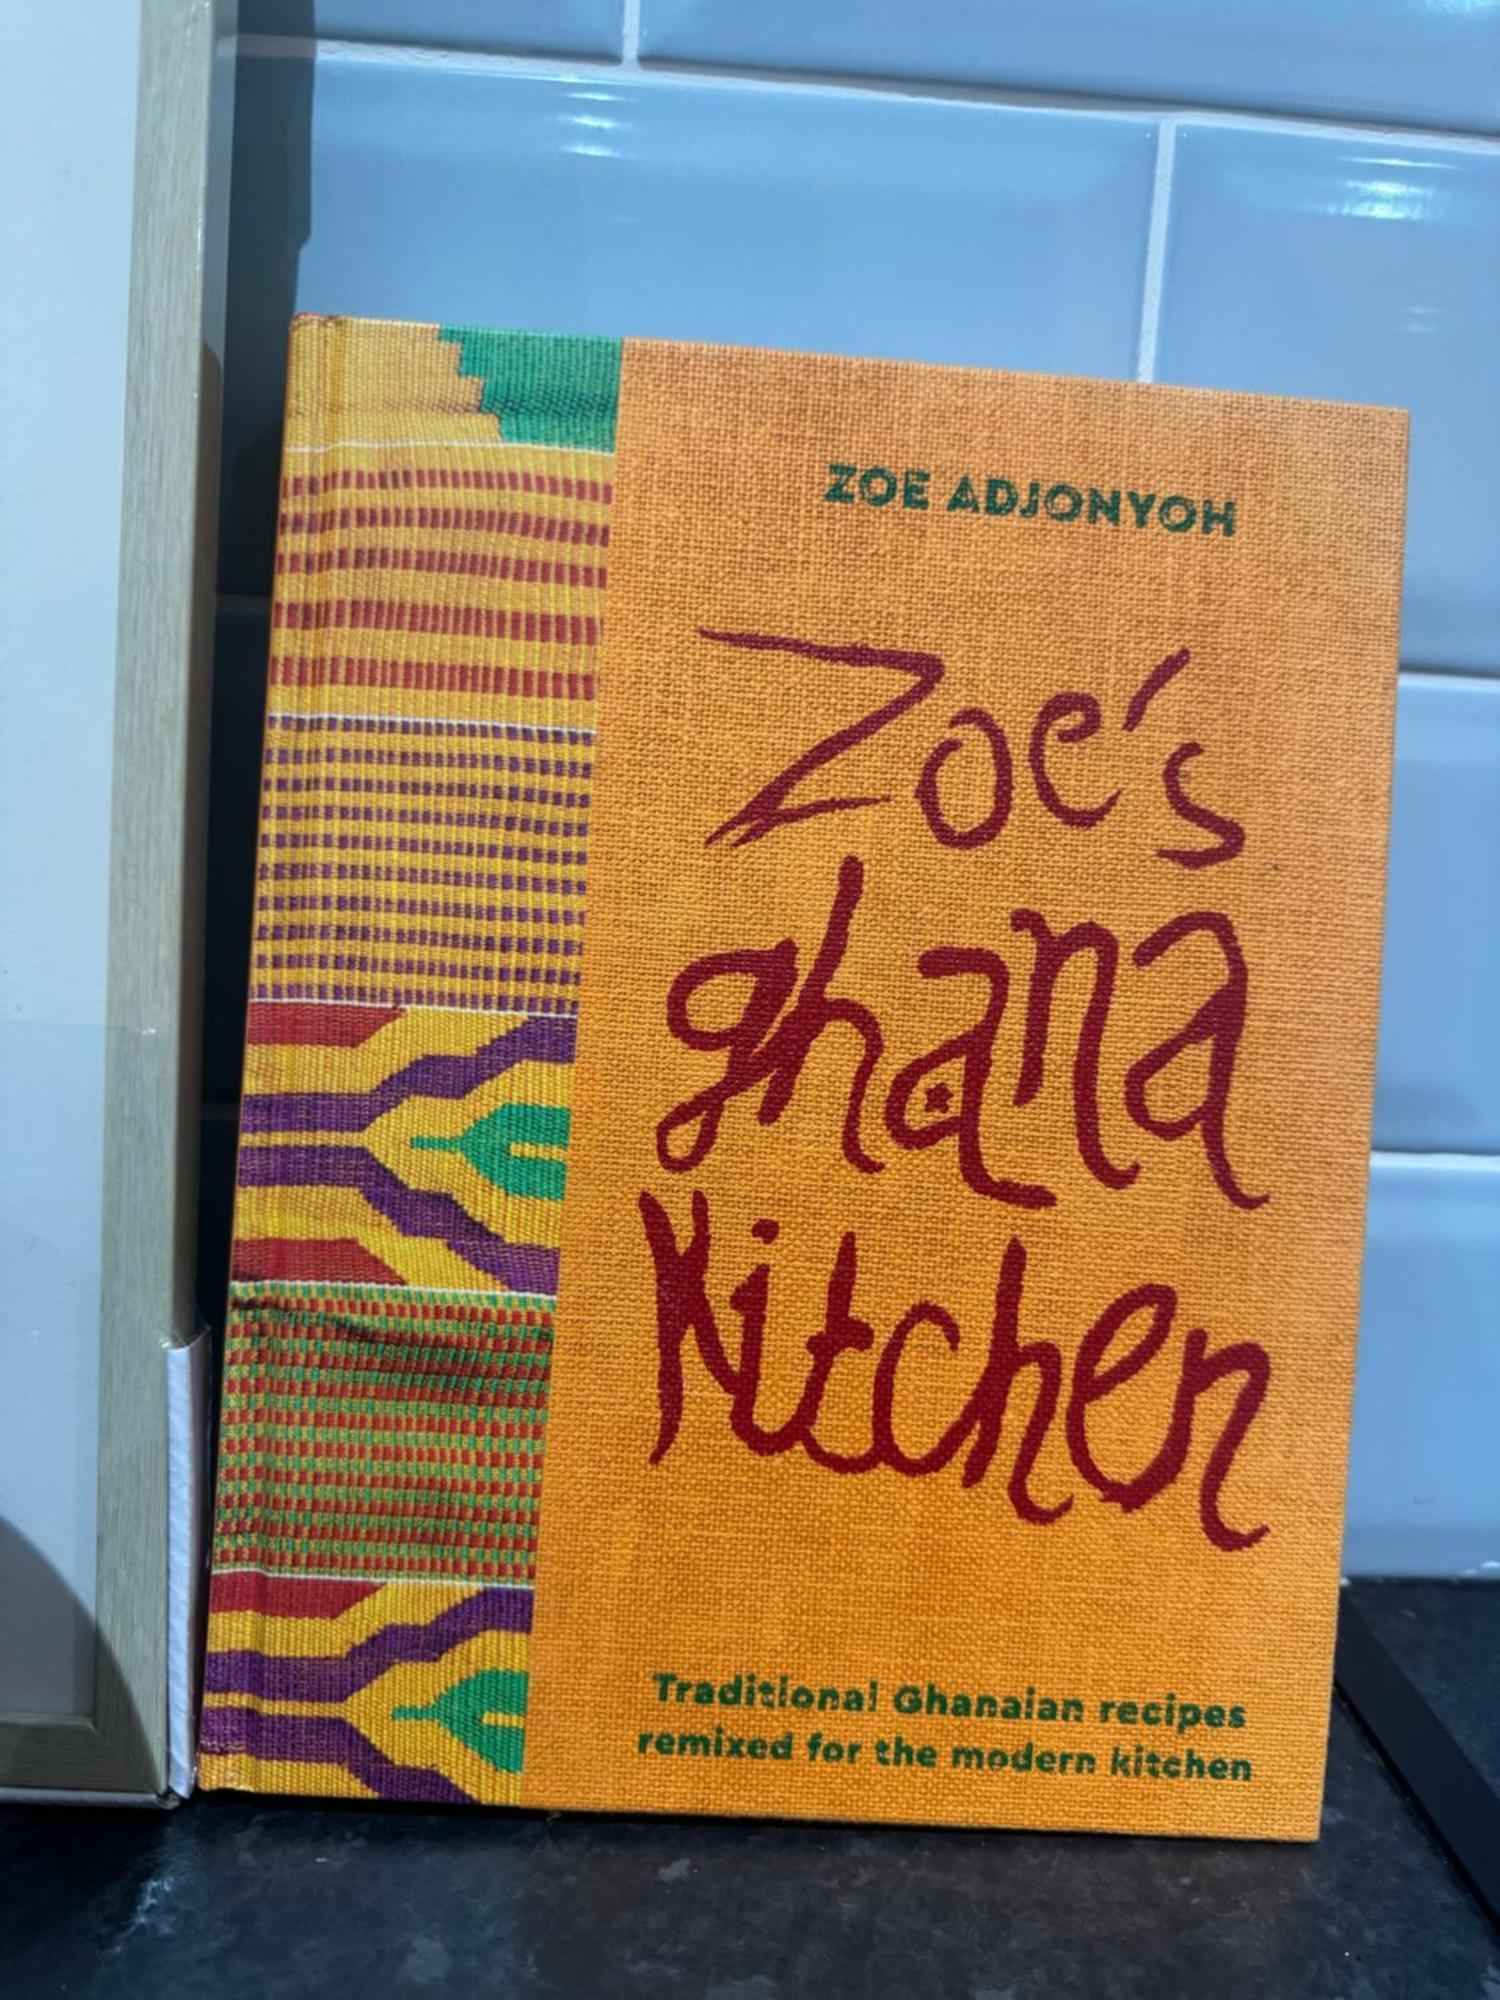 ZOE ADJONYOH
Zoe's
ghana
Kitchen
Traditional Ghanaian recipes
remixed for the modern kitchen